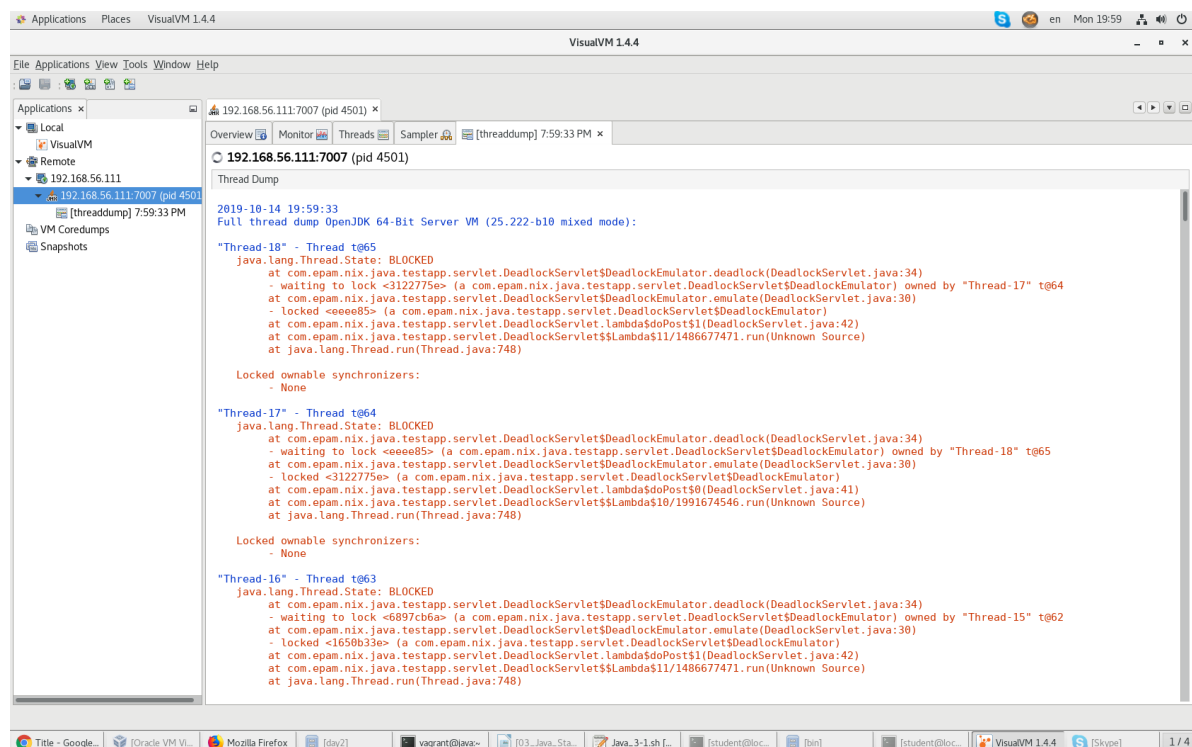 Applications Places VisualVM 1.4.4 en Mon 19:59
VisualVM 1.4.4
File Applications View Tools Window Help
Applications
192.168.56.111:7007 (pid 4501)
Local
VisualVM
Remote
192.168.56.111
192.168.56.111:7007 (pid 4501
[threaddump] 7:59:33 PM
VM Coredumps
Snapshots
Overview Monitor Threads Sampler [threaddump] 7:59:33 PM
192.168.56.111:7007 (pid 4501)
Thread Dump
2019-10-14 19:59:33
Full thread dump OpenJDK 64-Bit Server VM (25.222-b10 mixed mode):
"Thread-18" - Thread t@65
java.lang.Thread.State: BLOCKED
at com.epam.nix.java.testapp.servlet.DeadlockServlet$DeadlockEmulator.deadlock(DeadlockServlet.java:34)
- waiting to lock <3122775e> (a com.epam.nix.java.testapp.servlet.DeadlockServlet$DeadlockEmulator) owned by "Thread-17" t@64
at com.epam.nix.java.testapp.servlet.DeadlockServlet$DeadlockEmulator.emulate(DeadlockServlet.java:30)
- locked <eeee85> (a com.epam.nix.java.testapp.servlet.DeadlockServlet$DeadlockEmulator)
at com.epam.nix.java.testapp.servlet.DeadlockServlet.lambda$doPost$1(DeadlockServlet.java:42)
at com.epam.nix.java.testapp.servlet.DeadlockServlet$$Lambda$11/1486677471.run(Unknown Source)
at java.lang.Thread.run(Thread.java:748)
Locked ownable synchronizers:
- None
"Thread-17" - Thread t@64
java.lang.Thread.State: BLOCKED
at com.epam.nix.java.testapp.servlet.DeadlockServlet$DeadlockEmulator.deadlock(DeadlockServlet.java:34)
- waiting to lock <eeee85> (a com.epam.nix.java.testapp.servlet.DeadlockServlet$DeadlockEmulator) owned by "Thread-18" t@65
at com.epam.nix.java.testapp.servlet.DeadlockServlet$DeadlockEmulator.emulate(DeadlockServlet.java:30)
- locked <3122775e> (a com.epam.nix.java.testapp.servlet.DeadlockServlet$DeadlockEmulator)
at com.epam.nix.java.testapp.servlet.DeadlockServlet.lambda$doPost$0(DeadlockServlet.java:41)
at com.epam.nix.java.testapp.servlet.DeadlockServlet$$Lambda$10/1991674546.run(Unknown Source)
at java.lang.Thread.run(Thread.java:748)
Locked ownable synchronizers:
- None
"Thread-16" - Thread t@63
java.lang.Thread.State: BLOCKED
at com.epam.nix.java.testapp.servlet.DeadlockServlet$DeadlockEmulator.deadlock(DeadlockServlet.java:34)
- waiting to lock <6897cb6a> (a com.epam.nix.java.testapp.servlet.DeadlockServlet$DeadlockEmulator) owned by "Thread-15" t@62
at com.epam.nix.java.testapp.servlet.DeadlockServlet$DeadlockEmulator.emulate(DeadlockServlet.java:30)
- locked <1650b33e> (a com.epam.nix.java.testapp.servlet.DeadlockServlet$DeadlockEmulator)
at com.epam.nix.java.testapp.servlet.DeadlockServlet.lambda$doPost$1(DeadlockServlet.java:42)
at com.epam.nix.java.testapp.servlet.DeadlockServlet$$Lambda$11/1486677471.run(Unknown Source)
at java.lang.Thread.run(Thread.java:748)
Title - Google... [Oracle VM Vi... Mozilla Firefox [day2] vagrant@java:~ [03_Java_Sta... Java_3-1.sh [... [student@loc... [bin] [student@loc... VisualVM 1.4.4 [Skype] 1 / 4